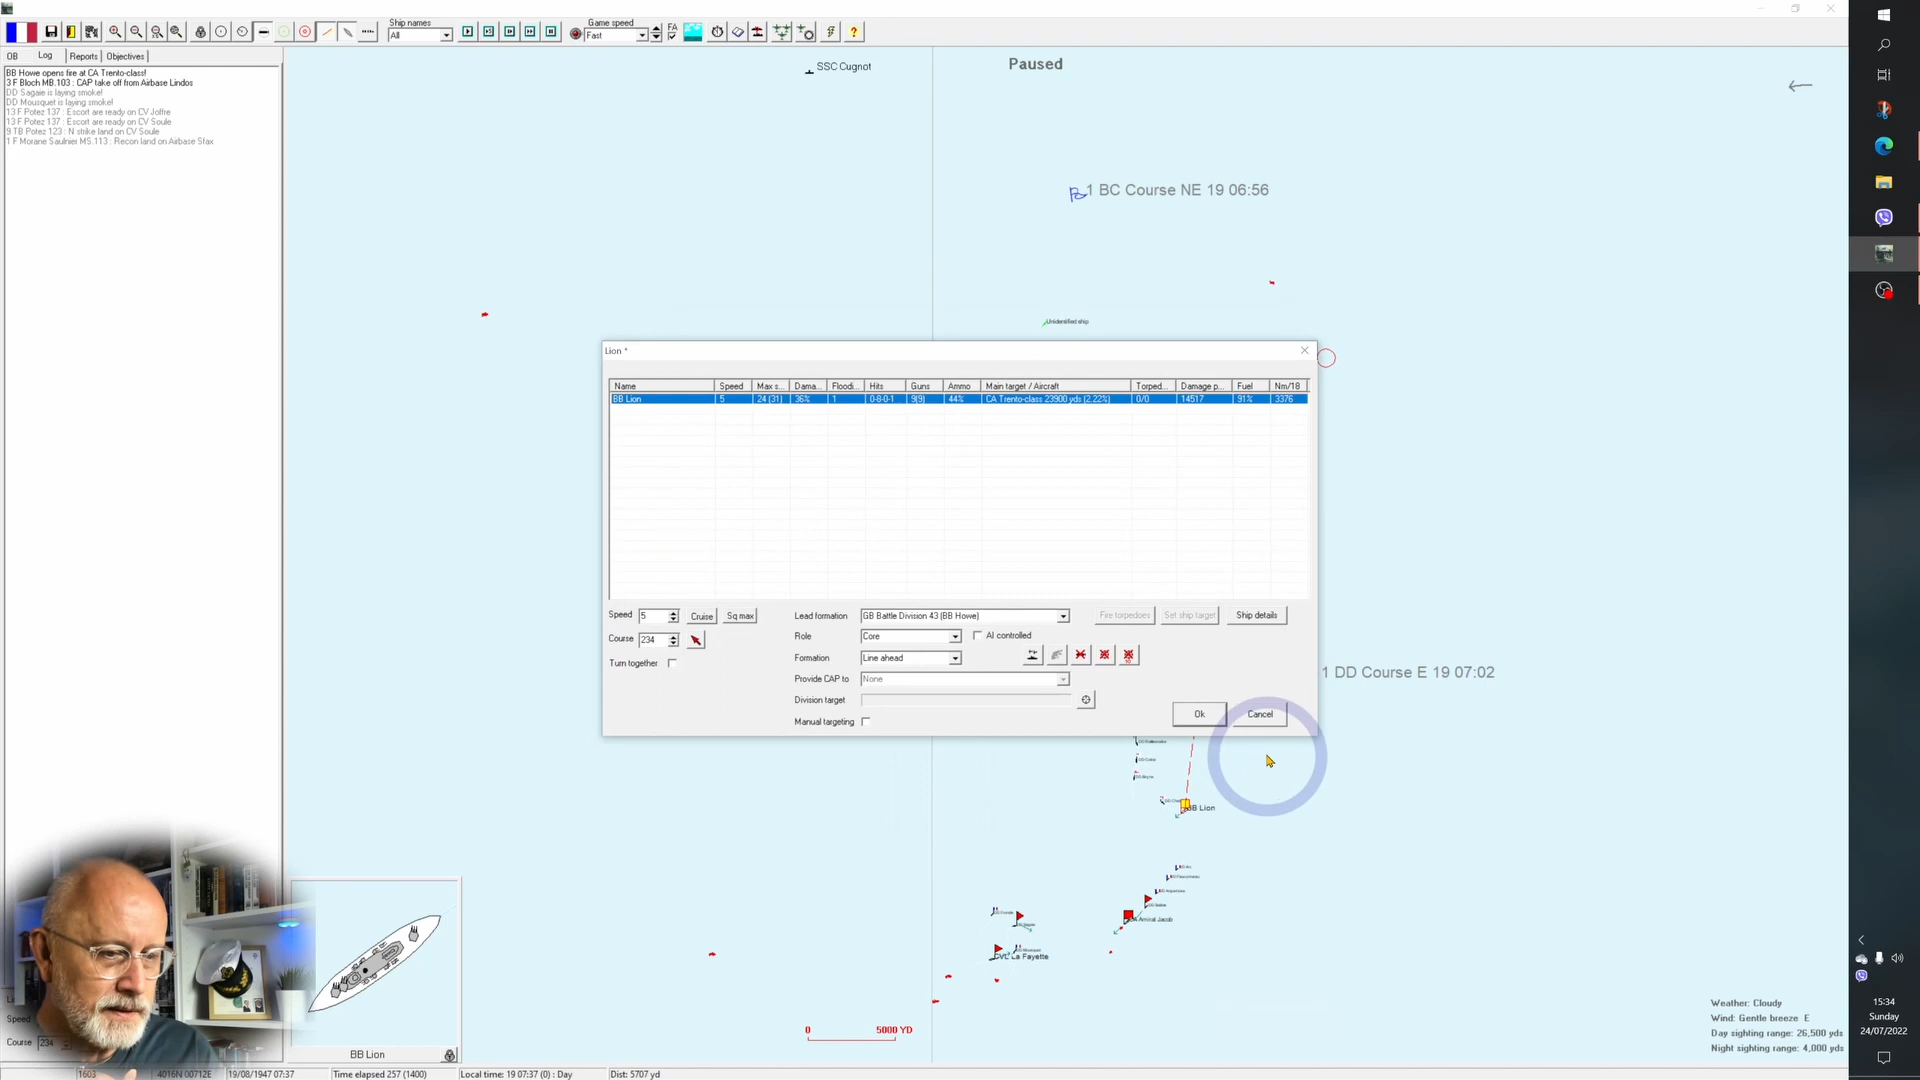 Ship names
All
Game speed
Fast
FA
OB Log Reports Objectives
BB Howe opens fire at CA Trento-class!
3 F Bloch MB.103 : CAP take off from Airbase Lindos
DD Sagaie is laying smoke!
DD Mousquet is laying smoke!
13 F Potez 137 : Escort are ready on CV Joffre
13 F Potez 137 : Escort are ready on CV Soule
9 TB Potez 123 : N strike land on CV Soule
1 F Morane Saulnier MS.113 : Recon land on Airbase Sfax
SSC Cugnot
Paused
1 BC Course NE 19 06:56
Unidentified ship
Lion *
Name Speed Max s... Dama... Floodi... Hits Guns Ammo Main target / Aircraft Torped... Damage p... Fuel Nm/18
BB Lion 5 24 (31) 36% 1 0-8-0-1 9(9) 44% CA Trento-class 23900 yds (2.22%) 0/0 14517 91% 3376
Speed 5 Cruise Sq max
Course 234
Turn together
Lead formation GB Battle Division 43 (BB Howe)
Role Core AI controlled
Formation Line ahead
Provide CAP to None
Division target
Manual targeting
Fire torpedoes Set ship target Ship details
10
Ok Cancel
1 DD Course E 19 07:02
BB Lion
CA Amiral Jacob
CVL La Fayette
0 5000 YD
Weather: Cloudy
Wind: Gentle breeze E
Day sighting range: 26,500 yds
Night sighting range: 4,000 yds
Speed
Course 234
BB Lion
1603 4016N 00712E 19/08/1947 07:37 Time elapsed 257 (1400) Local time: 19 07:37 (0) : Day Dist: 5707 yd
15:34
Sunday
24/07/2022